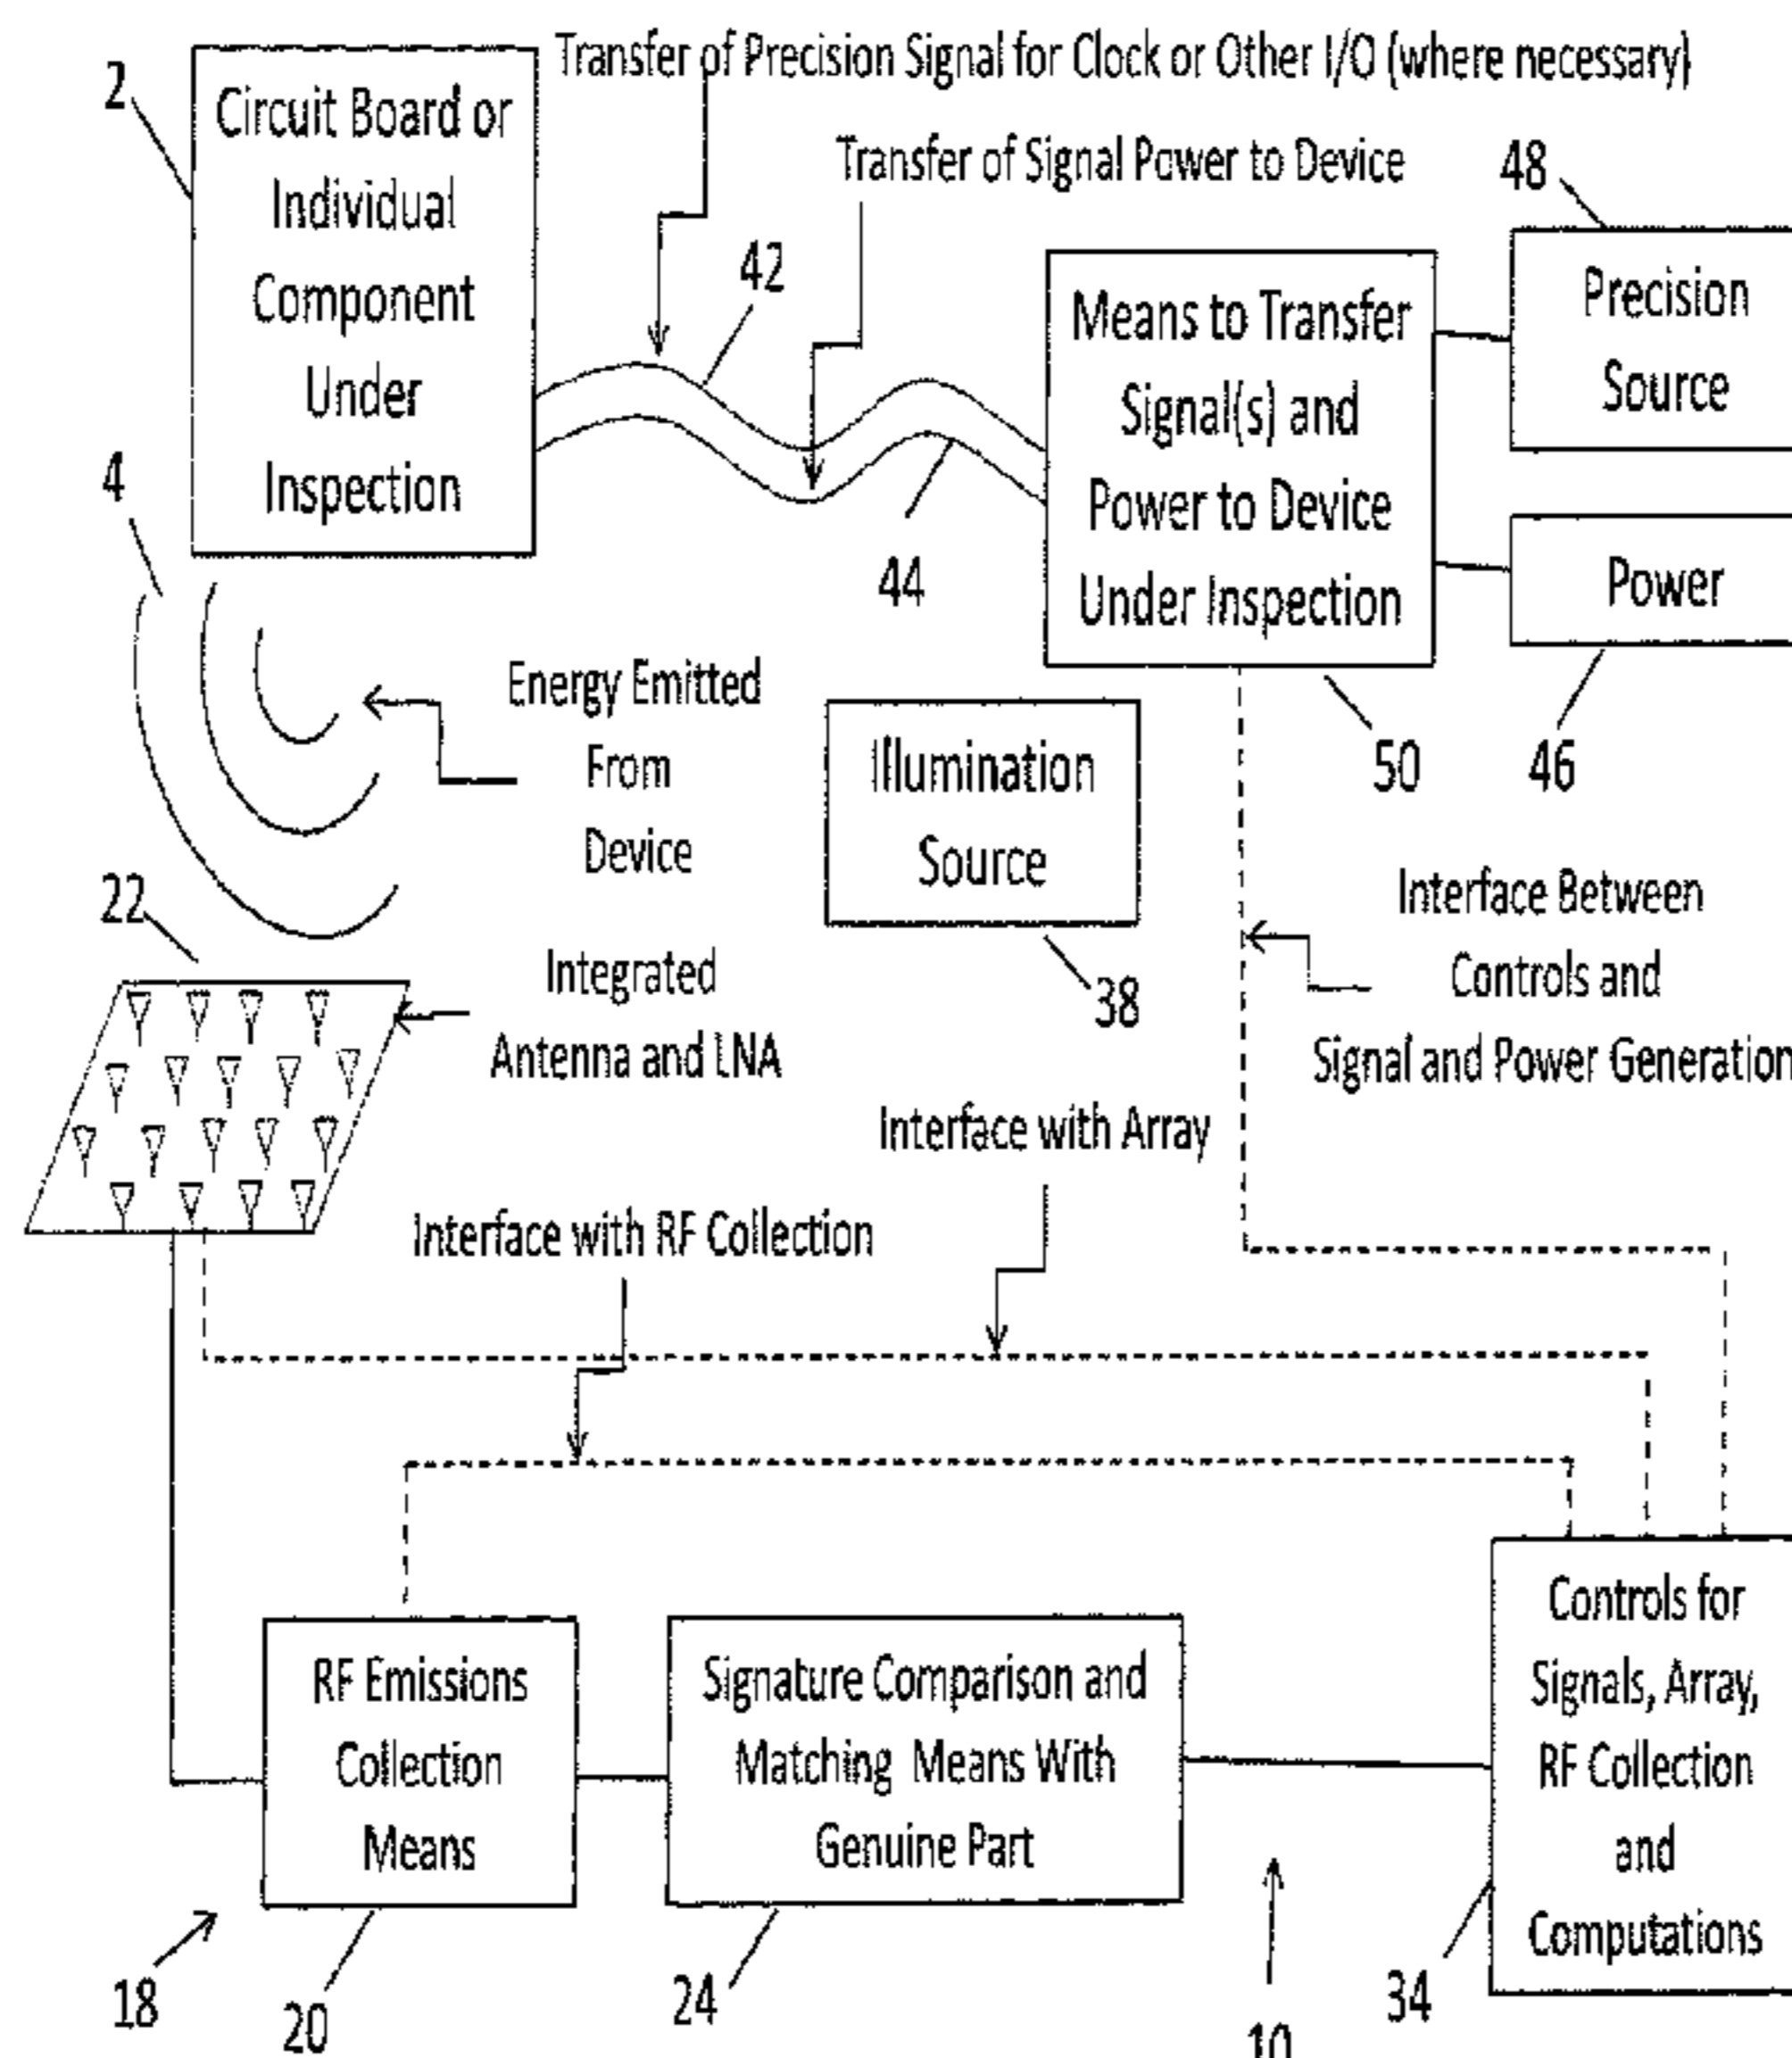 Transfer of Precision Signal for Clock or Other I/O (where necessary)
2
Circuit Board or
Individual
Component
Under
Inspection
Transfer of Signal Power to Device
48
42
Precision
Source
Means to Transfer
Signal(s) and
Power to Device
Under Inspection
4
44
Power
50
46
Energy Emitted
From
Device
Illumination
Source
38
22
Integrated
Antenna and LNA
Interface Between
Controls and
Signal and Power Generation
Interface with Array
Interface with RF Collection
RF Emissions
Collection
Means
Signature Comparison and
Matching Means With
Genuine Part
Controls for
Signals, Array,
RF Collection
and
Computations
18
20
24
10
34